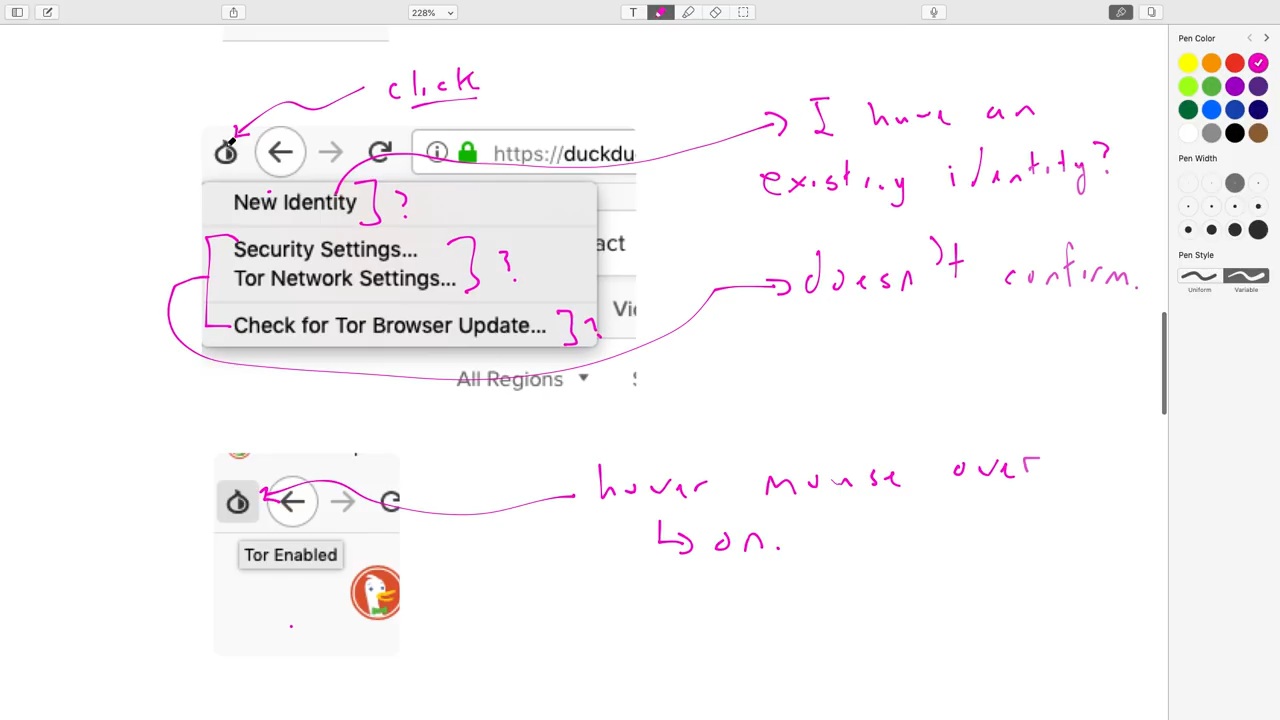 228%
T
Pen Color
click
I have an
existing identity?
https://duckdu
New Identity ] ?
Security Settings...
Tor Network Settings...
} ?
act
doesn't confirm.
Check for Tor Browser Update... ] ?
Vi
All Regions
S
hover mouse over
↳ on.
Tor Enabled
Pen Width
Pen Style
Uniform
Variable